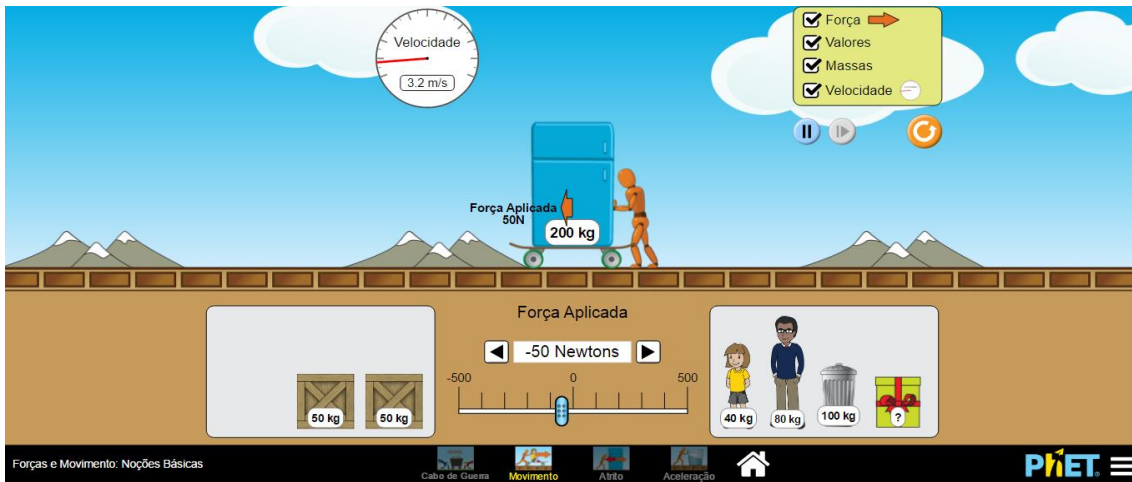 Velocidade
3.2 m/s
Força
Valores
Massas
Velocidade
Força Aplicada
50N
200 kg
Força Aplicada
-50 Newtons
-500
0
500
50 kg
50 kg
40 kg
80 kg
100 kg
?
Forças e Movimento: Noções Básicas
Cabo de Guerra
Movimento
Atrito
Aceleração
PhET